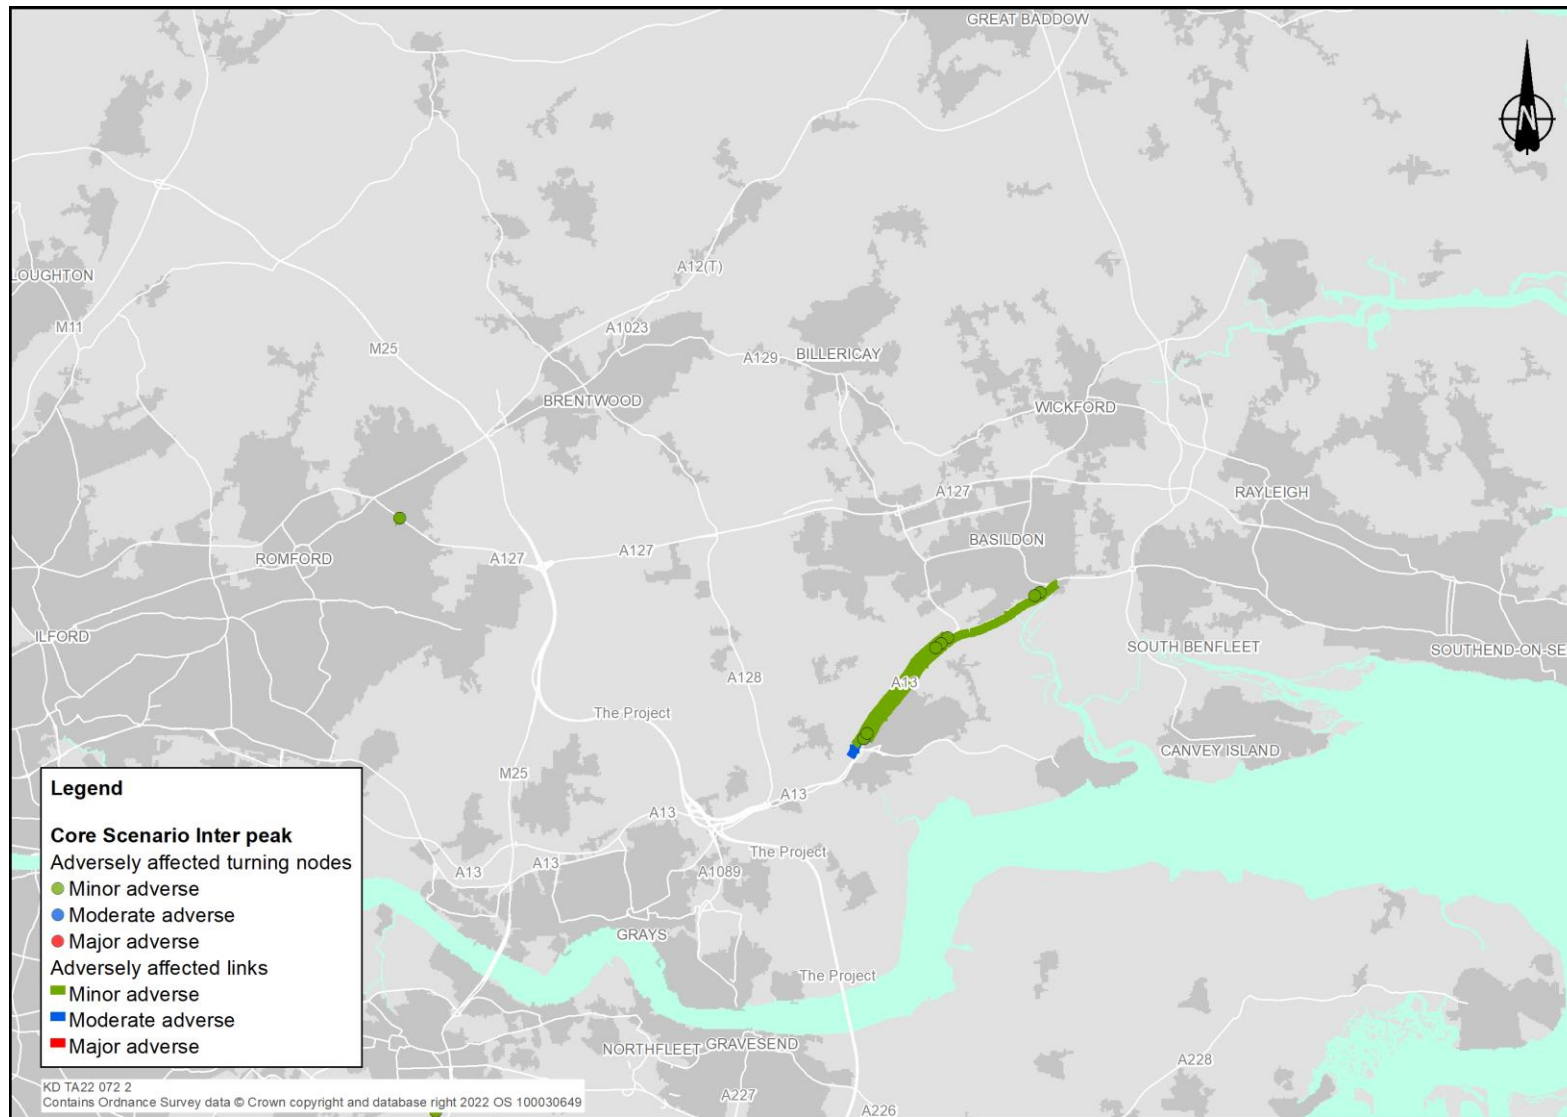 GREAT BADDOW
N
A12(T)
LOUGHTON
M11
A1023
M25
A129
BILLERICAY
BRENTWOOD
WICKFORD
A127
RAYLEIGH
BASILDON
ROMFORD
A127
A127
ILFORD
SOUTH BENFLEET
SOUTHEND-ON-SE
A128
A13
The Project
CANVEY ISLAND
M25
A13
A13
The Project
A13
A13
A1089
GRAYS
The Project
NORTHFLEET
GRAVESEND
A228
A227
A226
Legend
Core Scenario Inter peak
Adversely affected turning nodes
Minor adverse
Moderate adverse
Major adverse
Adversely affected links
Minor adverse
Moderate adverse
Major adverse
KD TA22 072 2
Contains Ordnance Survey data © Crown copyright and database right 2022 OS 100030649